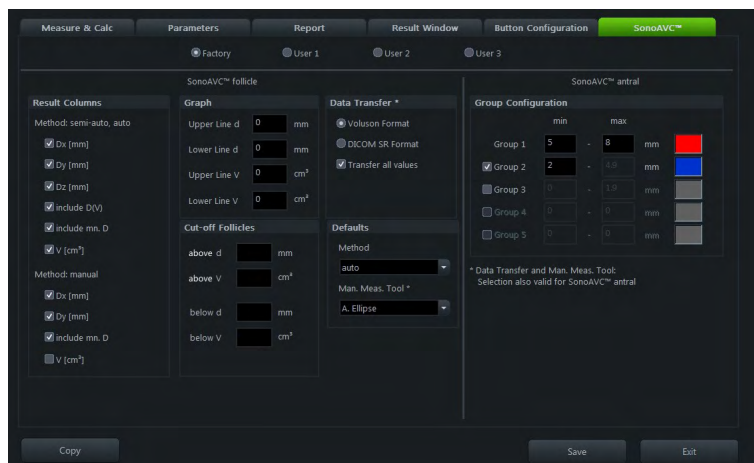 Measure & Calc Parameters Report Result Window Button Configuration SonoAVC™
Factory User 1 User 2 User 3
SonoAVC™ follicle
Result Columns
Method: semi-auto, auto
Dx [mm]
Dy [mm]
Dz [mm]
include D(V)
include mn. D
V [cm³]
Method: manual
Dx [mm]
Dy [mm]
include mn. D
V [cm³]
Graph
Upper Line d 0 mm
Lower Line d 0 mm
Upper Line V 0 cm³
Lower Line V 0 cm³
Cut-off Follicles
above d mm
above V cm³
below d mm
below V cm³
Data Transfer *
Voluson Format
DICOM SR Format
Transfer all values
Defaults
Method
auto
Man. Meas. Tool *
A. Ellipse
SonoAVC™ antral
Group Configuration
min max
Group 1 5 - 8 mm
Group 2 2 - 4.9 mm
Group 3 0 - 1.9 mm
Group 4 0 - 0 mm
Group 5 0 - 0 mm
* Data Transfer and Man. Meas. Tool:
Selection also valid for SonoAVC™ antral
Copy Save Exit